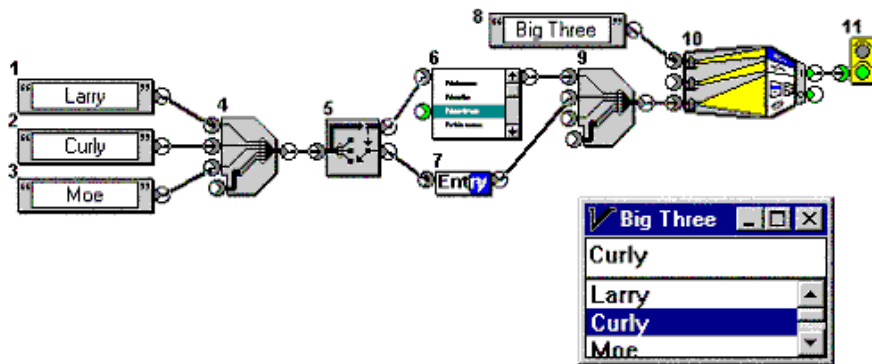 8 “ Big Three ”
10
11
1
“ Larry ”
6
9
4
5
2
“ Curly ”
3
“ Moe ”
7
Entry
Big Three
Curly
Larry
Curly
Moe